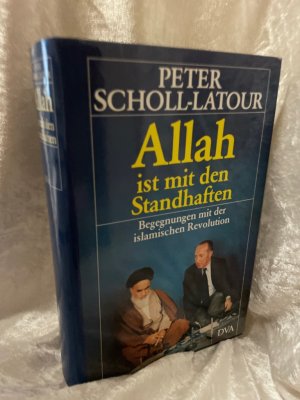 PETER
SCHOLL-LATOUR
Allah
ist mit den
Standhaften
Begegnungen mit der
islamischen Revolution
DVA